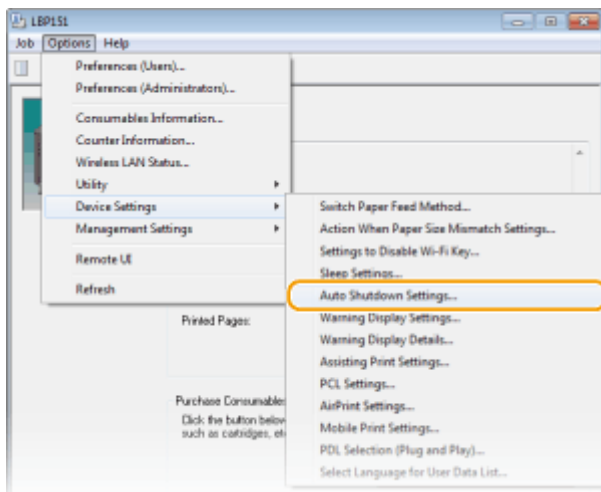 LBP151
Job Options Help
Preferences (Users)...
Preferences (Administrators)...
Consumables Information...
Counter Information...
Wireless LAN Status...
Utility
Device Settings
Management Settings
Remote UI
Refresh
Switch Paper Feed Method...
Action When Paper Size Mismatch Settings...
Settings to Disable Wi-Fi Key...
Sleep Settings...
Auto Shutdown Settings...
Warning Display Settings...
Warning Display Details...
Assisting Print Settings...
PCL Settings...
AirPrint Settings...
Mobile Print Settings...
PDL Selection (Plug and Play)...
Select Language for User Data List...
Printed Pages:
Purchase Consumable
Click the button below
such as cartridges, et